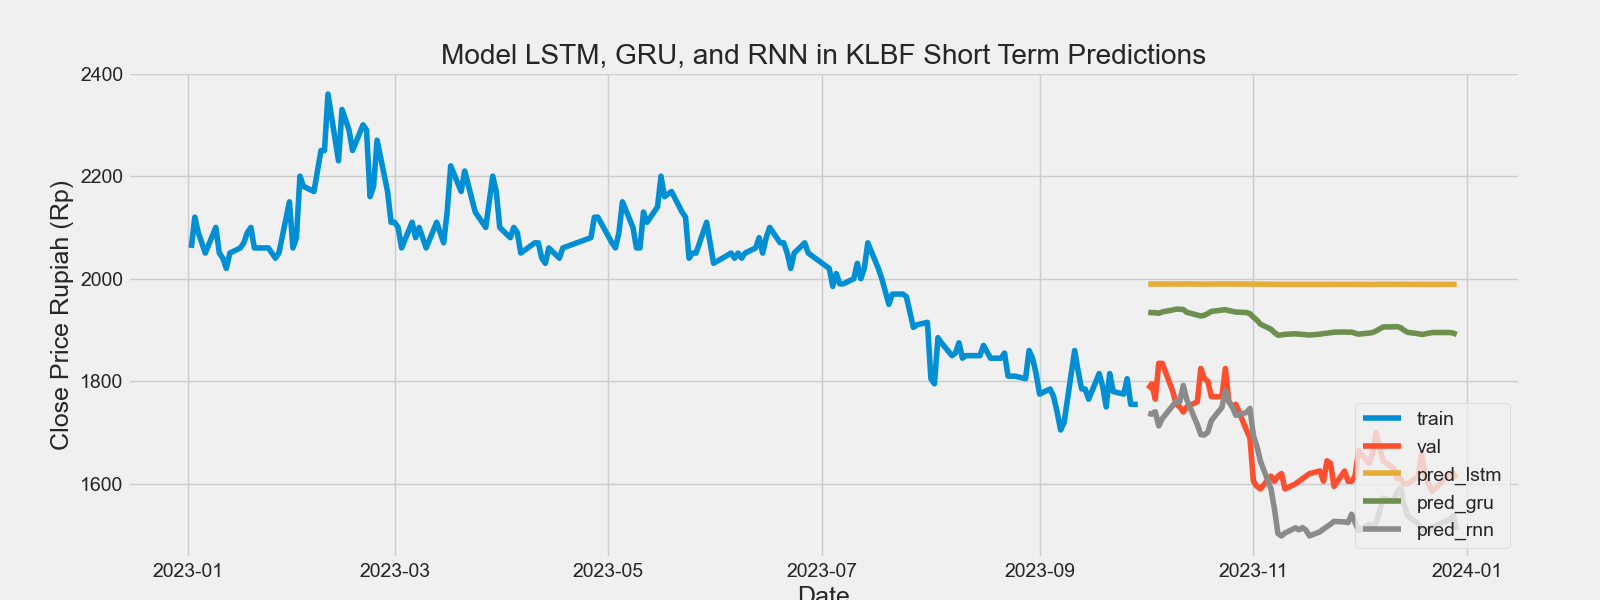 Model LSTM, GRU, and RNN in KLBF Short Term Predictions
Close Price Rupiah (Rp)
2400
2200
2000
1800
1600
train
val
pred_lstm
pred_gru
pred_rnn
2023-01 2023-03 2023-05 2023-07 2023-09 2023-11 2024-01
Date